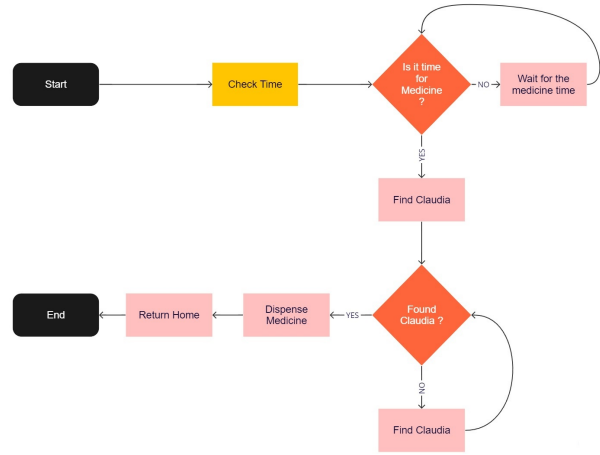 Start
Check Time
Is it time
for
Medicine
?
NO
Wait for the
medicine time
YES
Find Claudia
End
Return Home
Dispense
Medicine
YES
Found
Claudia ?
NO
Find Claudia